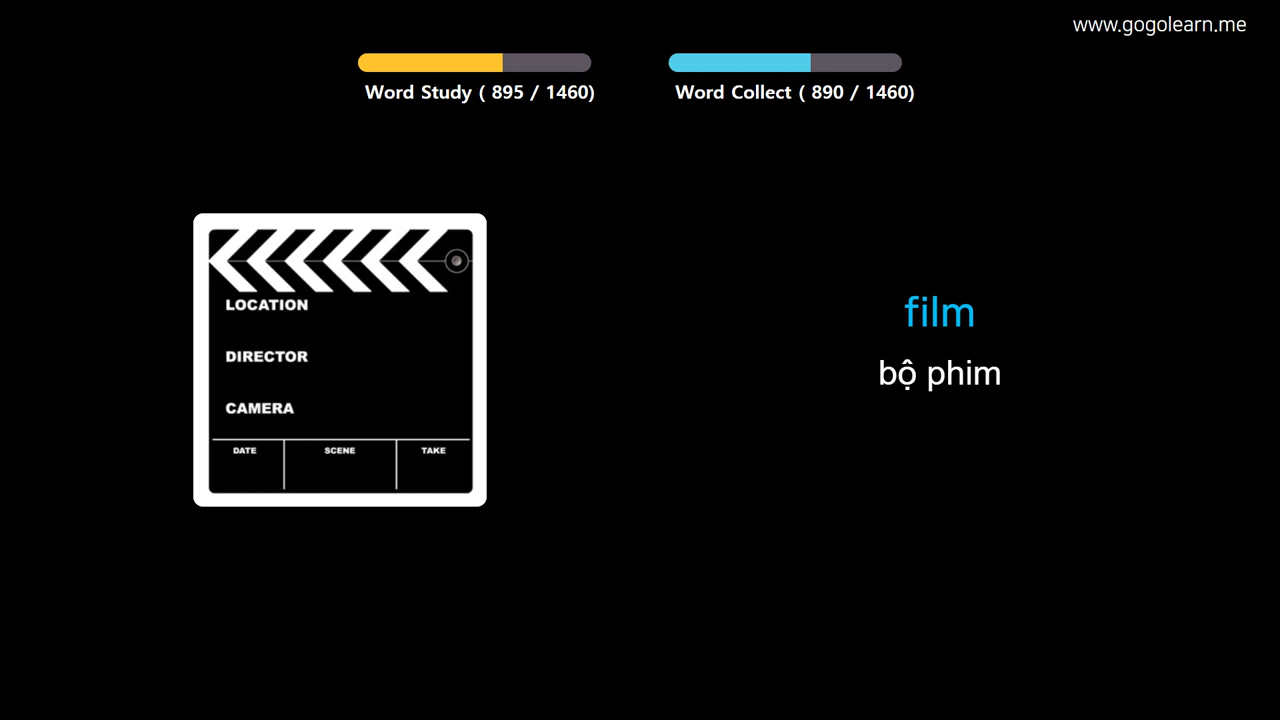 www.gogolearn.me
Word Study ( 895 / 1460)
Word Collect ( 890 / 1460)
LOCATION
DIRECTOR
CAMERA
DATE
SCENE
TAKE
film
bộ phim